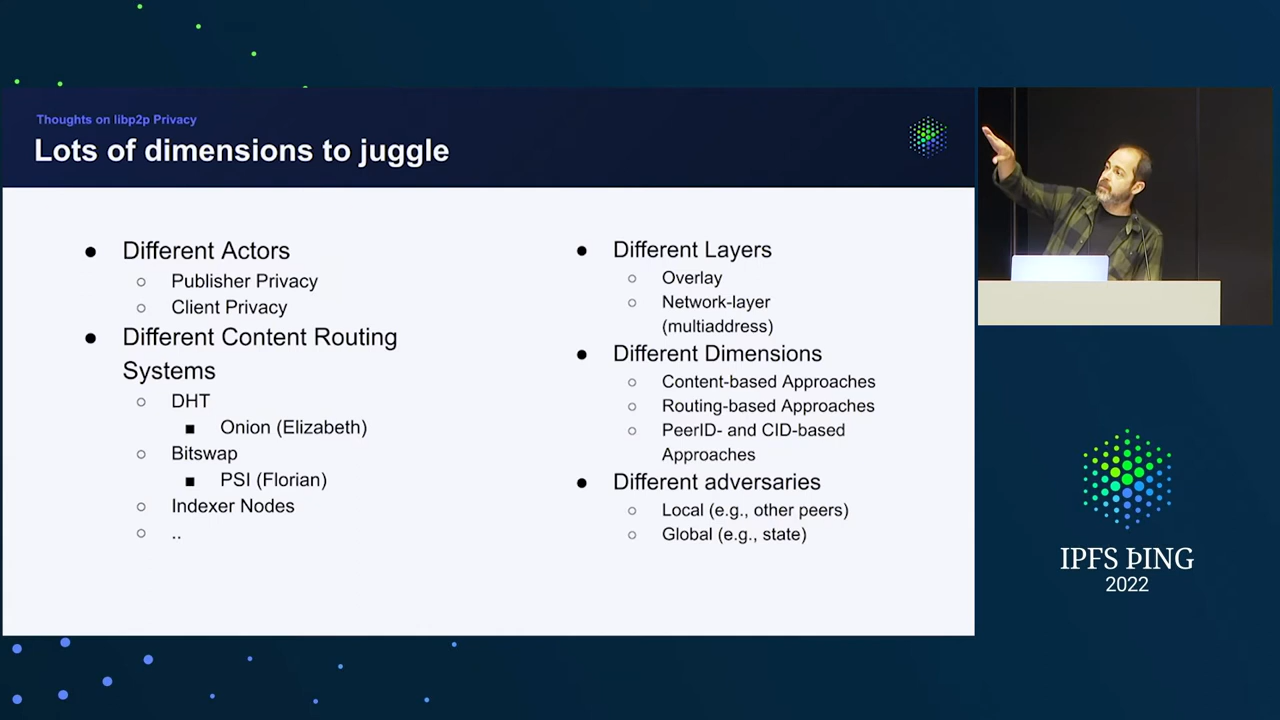 Thoughts on libp2p Privacy
Lots of dimensions to juggle
● Different Actors
○ Publisher Privacy
○ Client Privacy
● Different Content Routing
Systems
○ DHT
■ Onion (Elizabeth)
○ Bitswap
■ PSI (Florian)
○ Indexer Nodes
○ ..
● Different Layers
○ Overlay
○ Network-layer
(multiaddress)
● Different Dimensions
○ Content-based Approaches
○ Routing-based Approaches
○ PeerID- and CID-based
Approaches
● Different adversaries
○ Local (e.g., other peers)
○ Global (e.g., state)
IPFS ÞING
2022